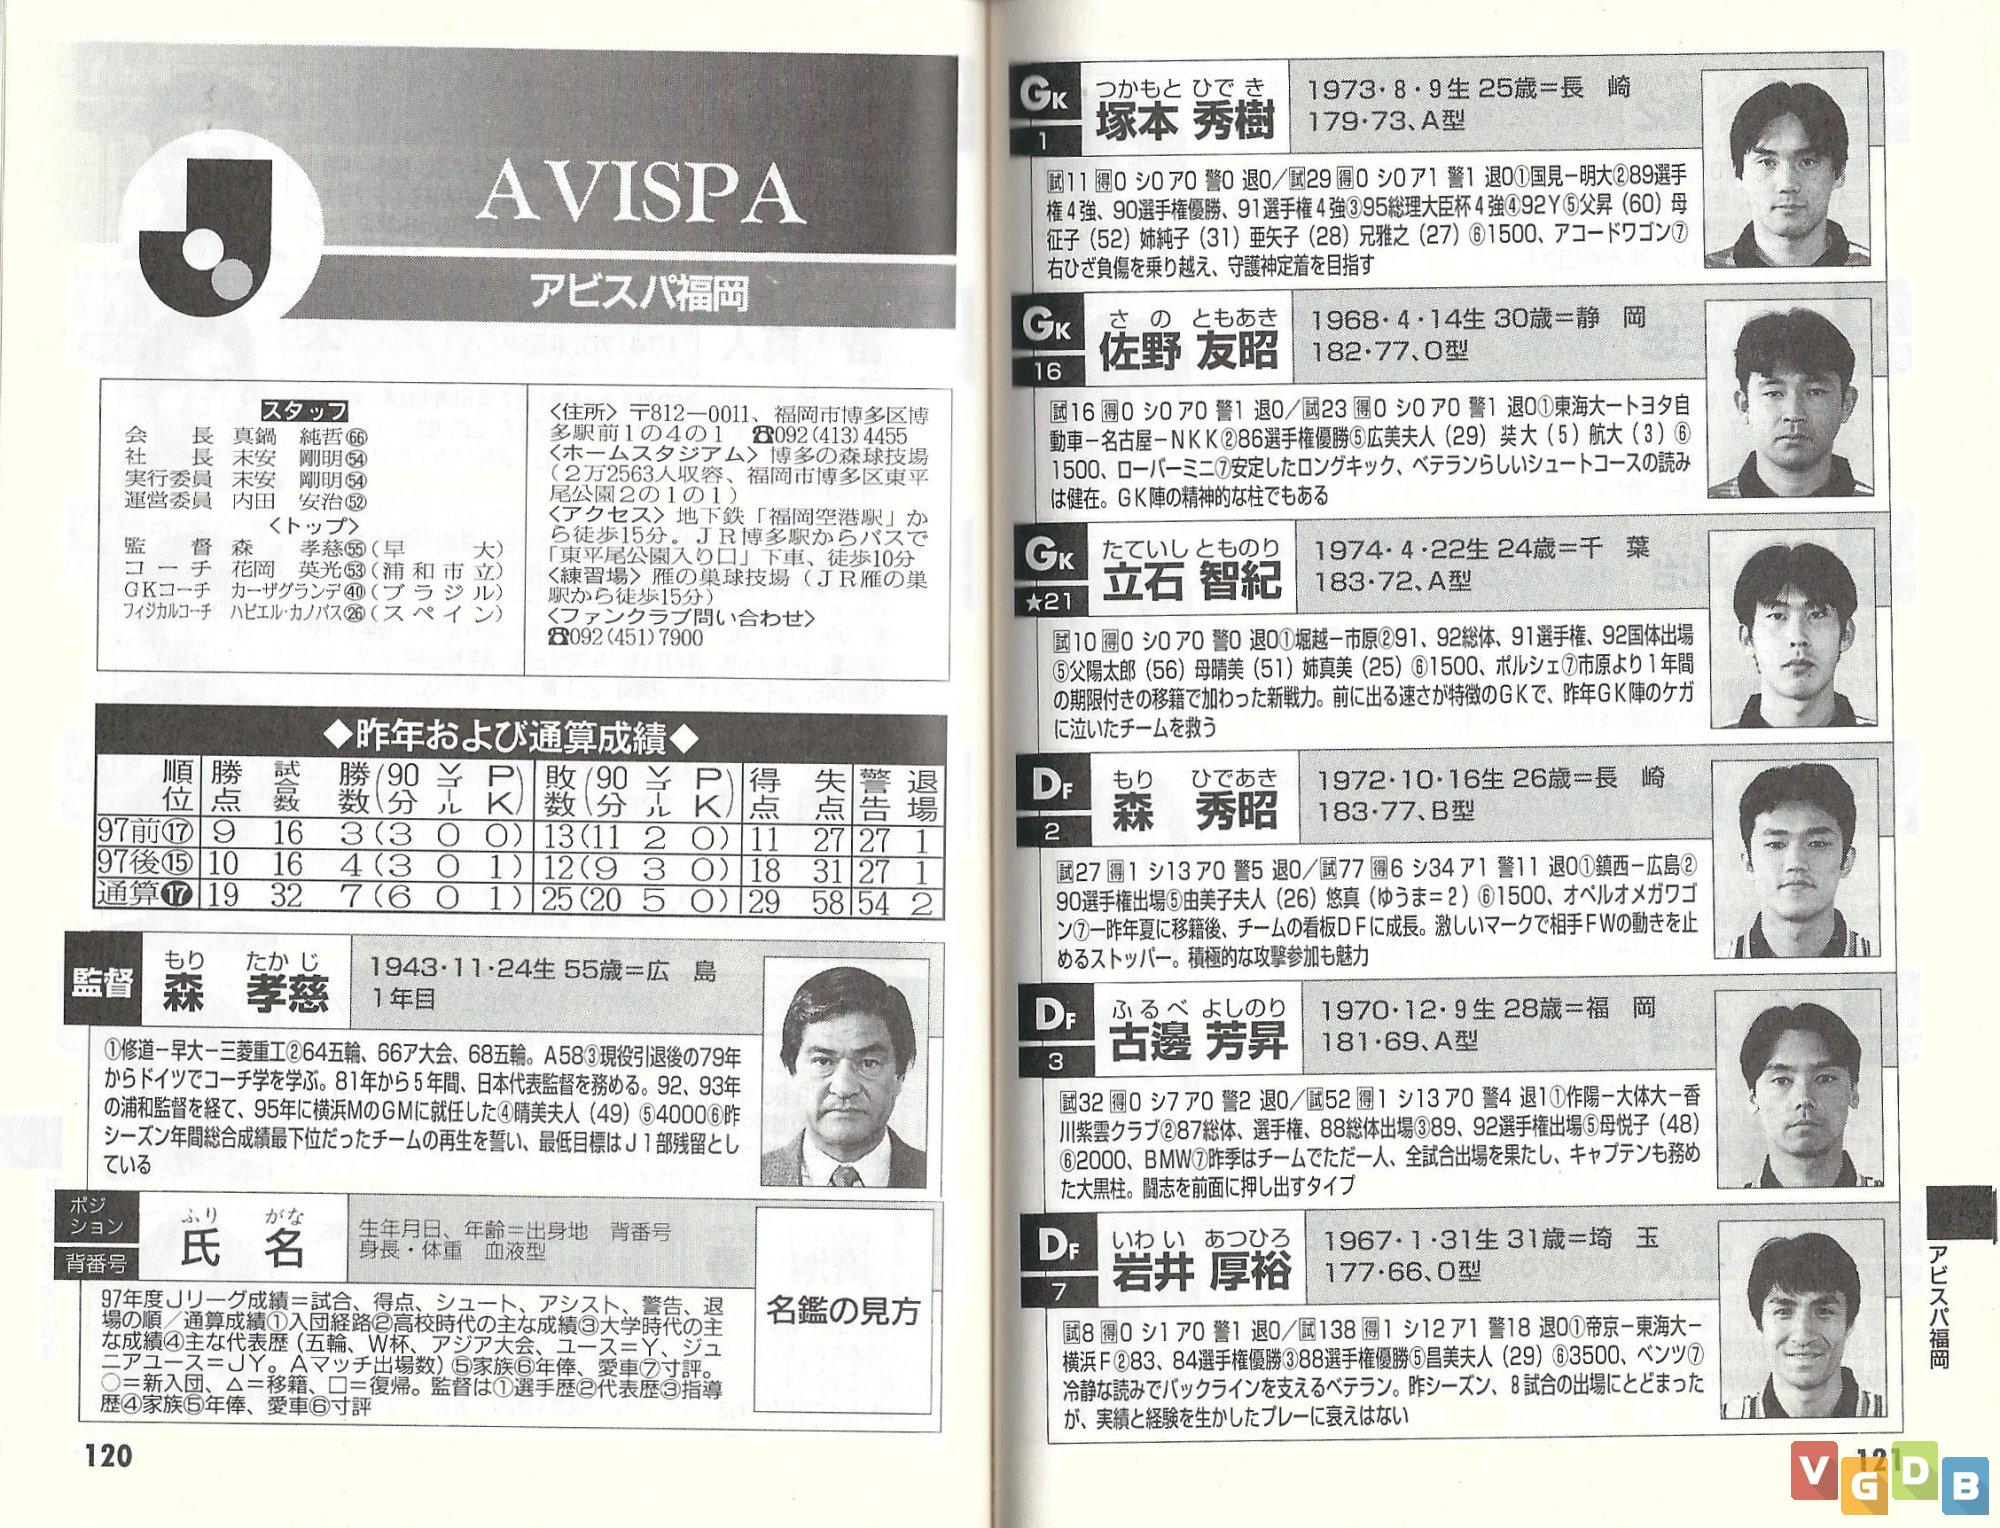 AVISPA
アビスパ福岡
スタッフ
会長 真鍋 純哲66
社長 末安 剛明54
実行委員 末安 剛明54
運営委員 内田 安治52
〈トップ〉
監督 森 孝慈55(早大)
コーチ 花岡 英光53(浦和市立)
GKコーチ カーザグランデ40(ブラジル)
フィジカルコーチ ハビエル・カノバス26(スペイン)
〈住所〉〒812―0011、福岡市博多区博
多駅前1の4の1 ☎092(413)4455
〈ホームスタジアム〉博多の森球技場
(2万2563人収容、福岡市博多区東平
尾公園2の1の1)
〈アクセス〉地下鉄「福岡空港駅」か
ら徒歩15分。JR博多駅からバスで
「東平尾公園入り口」下車、徒歩10分
〈練習場〉雁の巣球技場(JR雁の巣
駅から徒歩15分)
〈ファンクラブ問い合わせ〉
☎092(451)7900
◆昨年および通算成績◆
順位 勝点 試合数 勝数(90分 Vゴール PK) 敗数(90分 Vゴール PK) 得点 失点 警告 退場
97前⑰ 9 16 3(3 0 0) 13(11 2 0) 11 27 27 1
97後⑮ 10 16 4(3 0 1) 12(9 3 0) 18 31 27 1
通算⓱ 19 32 7(6 0 1) 25(20 5 0) 29 58 54 2
監督
もり たかじ
森 孝慈
1943・11・24生 55歳=広 島
1年目
①修道−早大−三菱重工②64五輪、66ア大会、68五輪。A58③現役引退後の79年
からドイツでコーチ学を学ぶ。81年から5年間、日本代表監督を務める。92、93年
の浦和監督を経て、95年に横浜MのGMに就任した④晴美夫人(49)⑤4000⑥昨
シーズン年間総合成績最下位だったチームの再生を誓い、最低目標はJ1部残留とし
ている
ポジション
背番号
ふり がな
氏 名
生年月日、年齢=出身地 背番号
身長・体重 血液型
名鑑の見方
97年度Jリーグ成績=試合、得点、シュート、アシスト、警告、退
場の順/通算成績①入団経路②高校時代の主な成績③大学時代の主
な成績④主な代表歴(五輪、W杯、アジア大会、ユース=Y、ジュ
ニアユース=JY。Aマッチ出場数)⑤家族⑥年俸、愛車⑦寸評。
○=新入団、△=移籍、□=復帰。監督は①選手歴②代表歴③指導
歴④家族⑤年俸、愛車⑥寸評
120
GK
1
つかもと ひでき
塚本 秀樹
1973・8・9生 25歳=長 崎
179・73、A型
試11 得0 シ0 ア0 警0 退0/試29 得0 シ0 ア1 警1 退0①国見−明大②89選手
権4強、90選手権優勝、91選手権4強③95総理大臣杯4強④92Y⑤父昇(60)母
征子(52)姉純子(31)亜矢子(28)兄雅之(27)⑥1500、アコードワゴン⑦
右ひざ負傷を乗り越え、守護神定着を目指す
GK
16
さの ともあき
佐野 友昭
1968・4・14生 30歳=静 岡
182・77、O型
試16 得0 シ0 ア0 警1 退0/試23 得0 シ0 ア0 警1 退0①東海大−トヨタ自
動車−名古屋−NKK②86選手権優勝⑤広美夫人(29)奘大(5)航大(3)⑥
1500、ローバーミニ⑦安定したロングキック、ベテランらしいシュートコースの読み
は健在。GK陣の精神的な柱でもある
GK
★21
たていし とものり
立石 智紀
1974・4・22生 24歳=千 葉
183・72、A型
試10 得0 シ0 ア0 警0 退0①堀越−市原②91、92総体、91選手権、92国体出場
⑤父陽太郎(56)母晴美(51)姉真美(25)⑥1500、ポルシェ⑦市原より1年間
の期限付きの移籍で加わった新戦力。前に出る速さが特徴のGKで、昨年GK陣のケガ
に泣いたチームを救う
DF
2
もり ひであき
森 秀昭
1972・10・16生 26歳=長 崎
183・77、B型
試27 得1 シ13 ア0 警5 退0/試77 得6 シ34 ア1 警11 退0①鎮西−広島②
90選手権出場⑤由美子夫人(26)悠真(ゆうま=2)⑥1500、オペルオメガワゴ
ン⑦一昨年夏に移籍後、チームの看板DFに成長。激しいマークで相手FWの動きを止
めるストッパー。積極的な攻撃参加も魅力
DF
3
ふるべ よしのり
古邊 芳昇
1970・12・9生 28歳=福 岡
181・69、A型
試32 得0 シ7 ア0 警2 退0/試52 得1 シ13 ア0 警4 退1①作陽−大体大−香
川紫雲クラブ②87総体、選手権、88総体出場③89、92選手権出場⑤母悦子(48)
⑥2000、BMW⑦昨季はチームでただ一人、全試合出場を果たし、キャプテンも務め
た大黒柱。闘志を前面に押し出すタイプ
DF
7
いわい あつひろ
岩井 厚裕
1967・1・31生 31歳=埼 玉
177・66、O型
試8 得0 シ1 ア0 警1 退0/試138 得1 シ12 ア1 警18 退0①帝京−東海大−
横浜F②83、84選手権優勝③88選手権優勝⑤昌美夫人(29)⑥3500、ベンツ⑦
冷静な読みでバックラインを支えるベテラン。昨シーズン、8試合の出場にとどまった
が、実績と経験を生かしたプレーに衰えはない
アビスパ福岡
121
VGDB